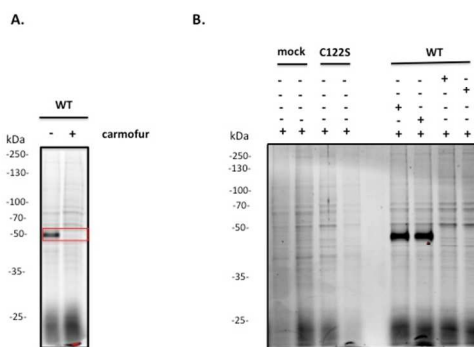 A.
WT
kDa - + carmofur
-250-
-130-
-100-
-70-
-50-
-35-
-25-
B.
mock C122S WT
- - - - - - + -
- - - - - - - +
- - - - + - - -
- - - - - + - -
+ + + + + + + +
kDa
-250-
-130-
-100-
-70-
-50-
-35-
-25-